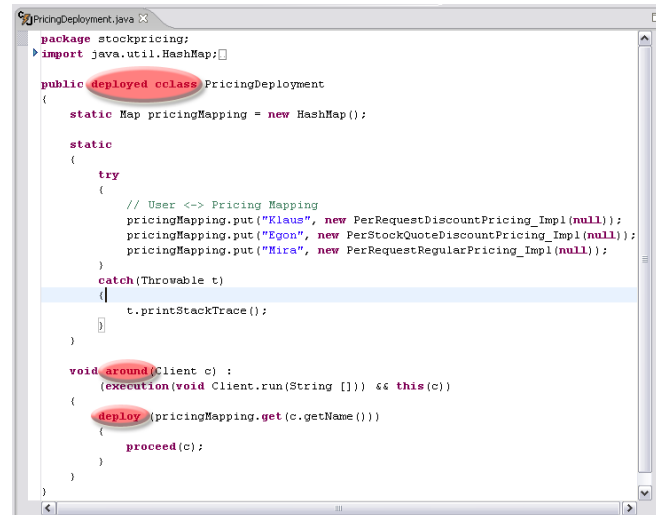 PricingDeployment.java
package stockpricing;
import java.util.HashMap;
public deployed cclass PricingDeployment
{
static Map pricingMapping = new HashMap();
static
{
try
{
// User <-> Pricing Mapping
pricingMapping.put("Klaus", new PerRequestDiscountPricing_Impl(null));
pricingMapping.put("Egon", new PerStockQuoteDiscountPricing_Impl(null));
pricingMapping.put("Mira", new PerRequestRegularPricing_Impl(null));
}
catch(Throwable t)
{
t.printStackTrace();
}
}
void around(Client c) :
(execution(void Client.run(String [])) && this(c))
{
deploy (pricingMapping.get(c.getName()))
{
proceed(c);
}
}
}